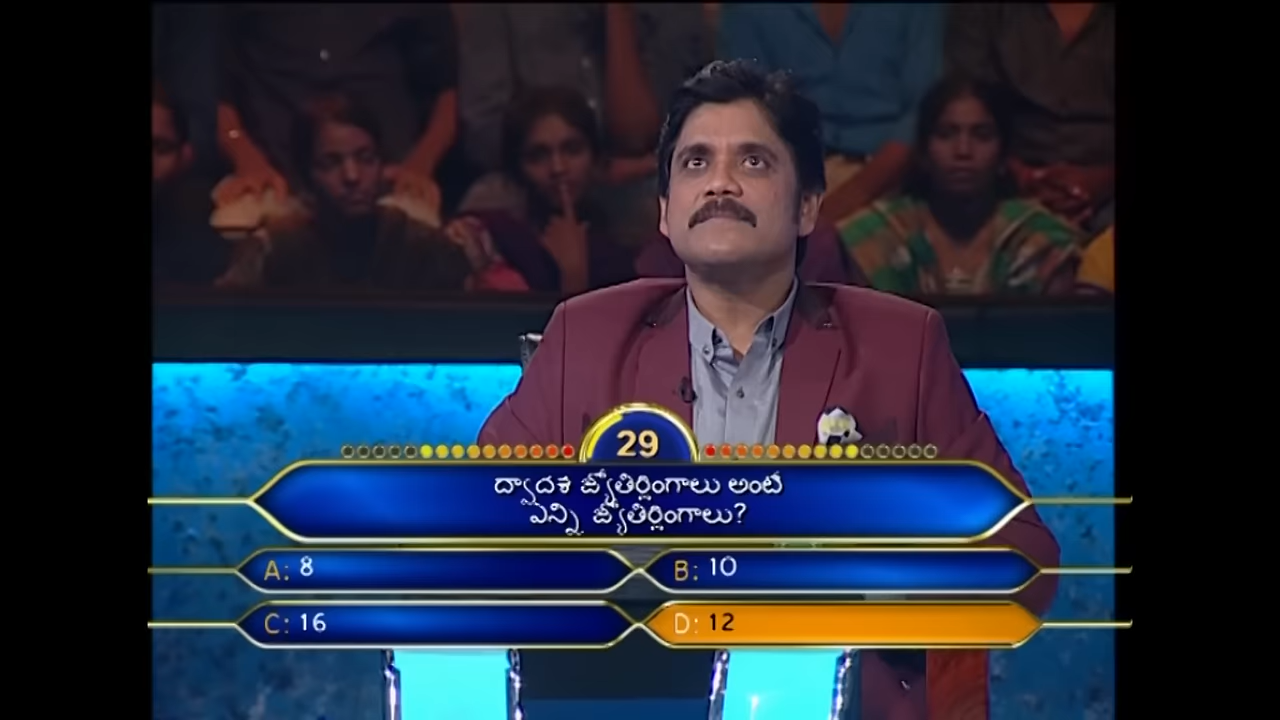 29
ద్వాదశ జ్యోతిర్లింగాలు అంటే
ఎన్ని జ్యోతిర్లింగాలు?
A: 8
B: 10
C: 16
D: 12